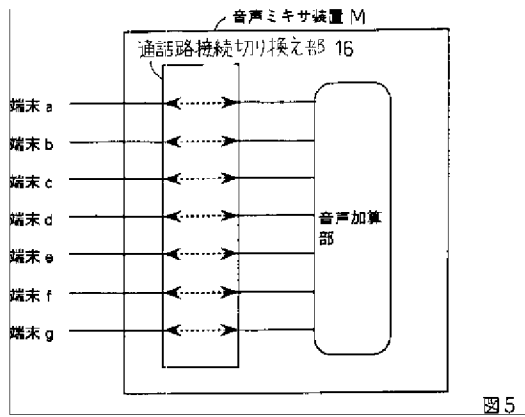 音声ミキサ装置 M
通話路接続切り換え部 16
端末 a
端末 b
端末 c
端末 d
端末 e
端末 f
端末 g
音声加算
部
図5